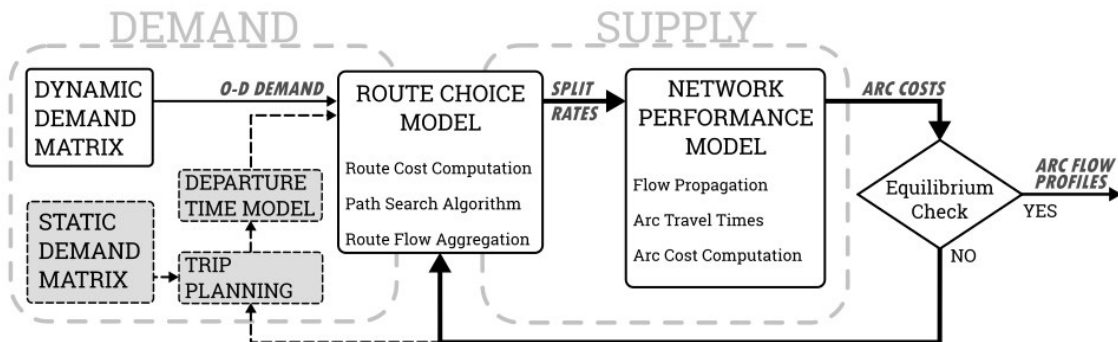 DEMAND
SUPPLY
DYNAMIC
DEMAND
MATRIX
O-D DEMAND
ROUTE CHOICE
MODEL
Route Cost Computation
Path Search Algorithm
Route Flow Aggregation
SPLIT
RATES
NETWORK
PERFORMANCE
MODEL
Flow Propagation
Arc Travel Times
Arc Cost Computation
ARC COSTS
Equilibrium
Check
ARC FLOW
PROFILES
YES
NO
DEPARTURE
TIME MODEL
STATIC
DEMAND
MATRIX
TRIP
PLANNING